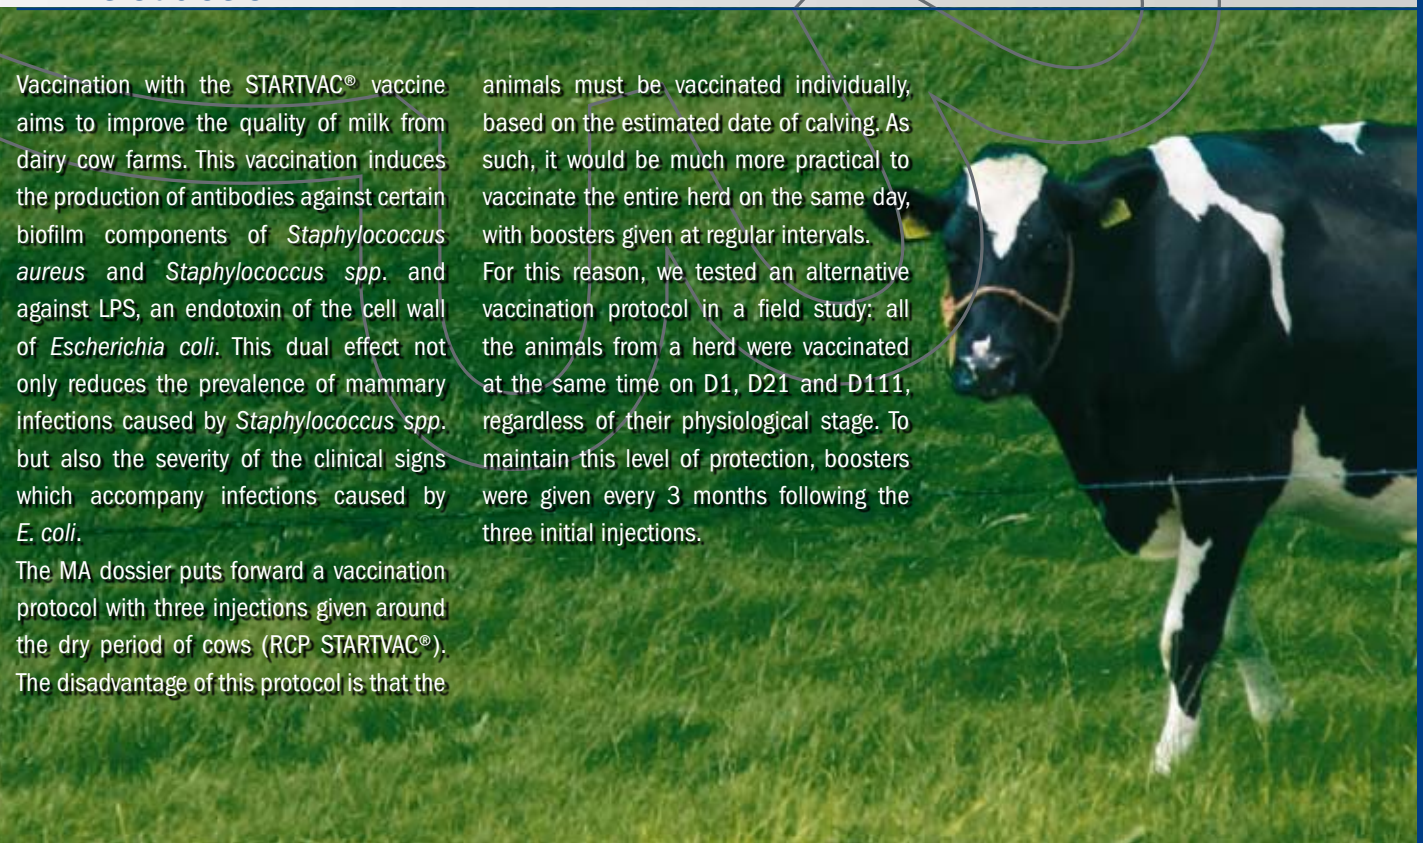 Vaccination with the STARTVAC® vaccine
aims to improve the quality of milk from
dairy cow farms. This vaccination induces
the production of antibodies against certain
biofilm components of Staphylococcus
aureus and Staphylococcus spp. and
against LPS, an endotoxin of the cell wall
of Escherichia coli. This dual effect not
only reduces the prevalence of mammary
infections caused by Staphylococcus spp.
but also the severity of the clinical signs
which accompany infections caused by
E. coli.
The MA dossier puts forward a vaccination
protocol with three injections given around
the dry period of cows (RCP STARTVAC®).
The disadvantage of this protocol is that the
animals must be vaccinated individually,
based on the estimated date of calving. As
such, it would be much more practical to
vaccinate the entire herd on the same day,
with boosters given at regular intervals.
For this reason, we tested an alternative
vaccination protocol in a field study: all
the animals from a herd were vaccinated
at the same time on D1, D21 and D111,
regardless of their physiological stage. To
maintain this level of protection, boosters
were given every 3 months following the
three initial injections.